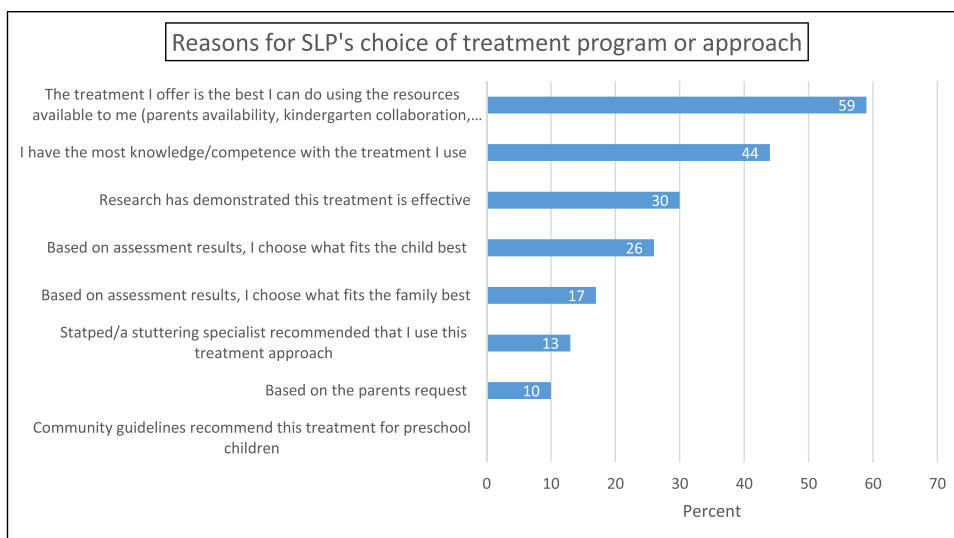 Reasons for SLP's choice of treatment program or approach
The treatment I offer is the best I can do using the resources
available to me (parents availability, kindergarten collaboration,...
59
I have the most knowledge/competence with the treatment I use
44
Research has demonstrated this treatment is effective
30
Based on assessment results, I choose what fits the child best
26
Based on assessment results, I choose what fits the family best
17
Statped/a stuttering specialist recommended that I use this
treatment approach
13
Based on the parents request
10
Community guidelines recommend this treatment for preschool
children
0 10 20 30 40 50 60 70
Percent